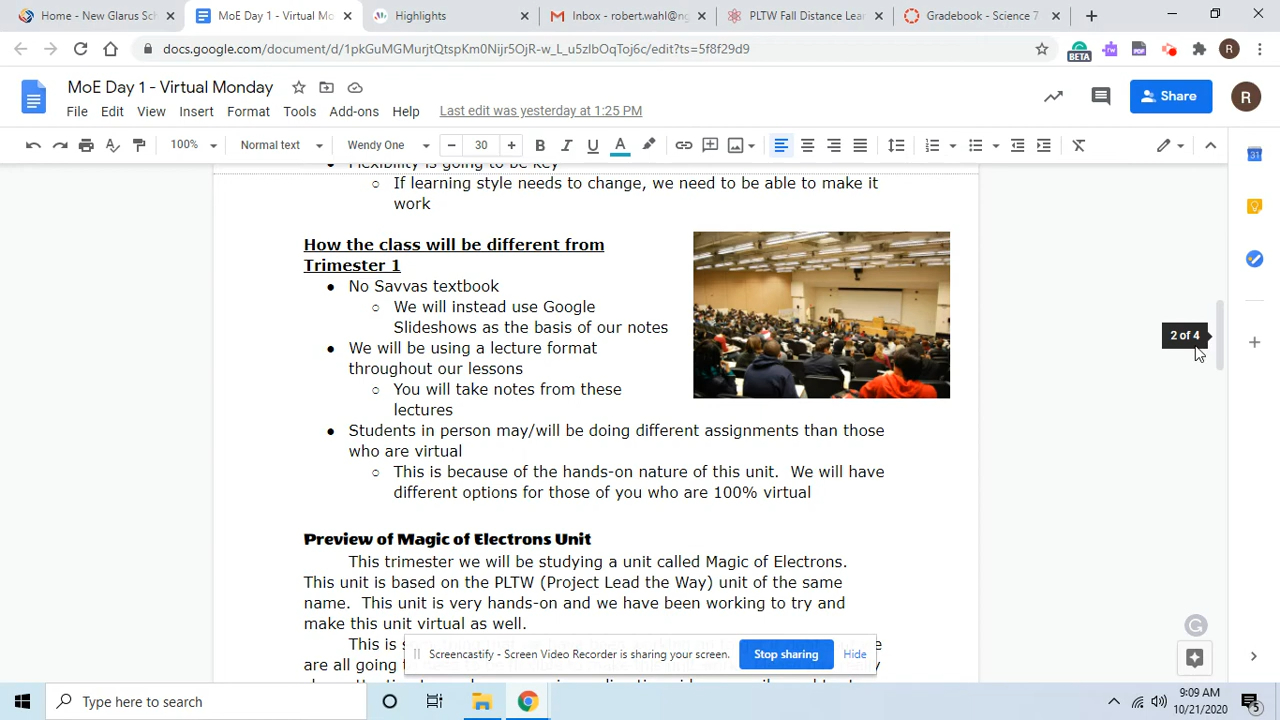 Home - New Glarus Sc
MoE Day 1 - Virtual Mo
Highlights
Inbox - robert.wahl@ng
PLTW Fall Distance Lea
Gradebook - Science 7
docs.google.com/document/d/1pkGuMGMurjtQtspKm0Nijr5OjR-w_L_u5zIbOqToj6c/edit?ts=5f8f29d9
BETA
R
MoE Day 1 - Virtual Monday
Share
R
File Edit View Insert Format Tools Add-ons Help Last edit was yesterday at 1:25 PM
100% Normal text Wendy One 30
Flexibility is going to be key
If learning style needs to change, we need to be able to make it
work
How the class will be different from
Trimester 1
No Savvas textbook
We will instead use Google
Slideshows as the basis of our notes
We will be using a lecture format
throughout our lessons
You will take notes from these
lectures
Students in person may/will be doing different assignments than those
who are virtual
This is because of the hands-on nature of this unit. We will have
different options for those of you who are 100% virtual
2 of 4
Preview of Magic of Electrons Unit
This trimester we will be studying a unit called Magic of Electrons.
This unit is based on the PLTW (Project Lead the Way) unit of the same
name. This unit is very hands-on and we have been working to try and
make this unit virtual as well.
This is
are all going
Screencastify - Screen Video Recorder is sharing your screen.
Stop sharing
Hide
Type here to search
9:09 AM
10/21/2020
5